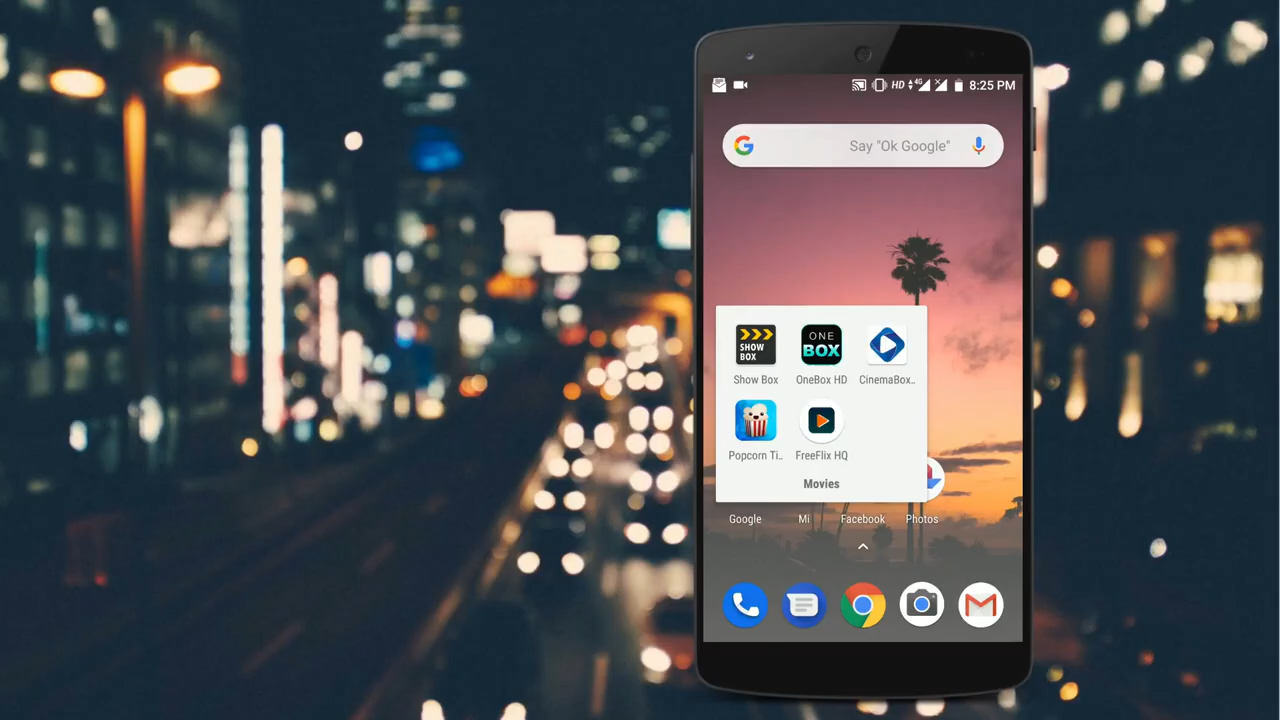 HD 4G 8:25 PM
G Say "Ok Google"
SHOW BOX
ONE BOX
Show Box OneBox HD CinemaBox..
Popcorn Ti.. FreeFlix HQ
Movies
Google Mi Facebook Photos